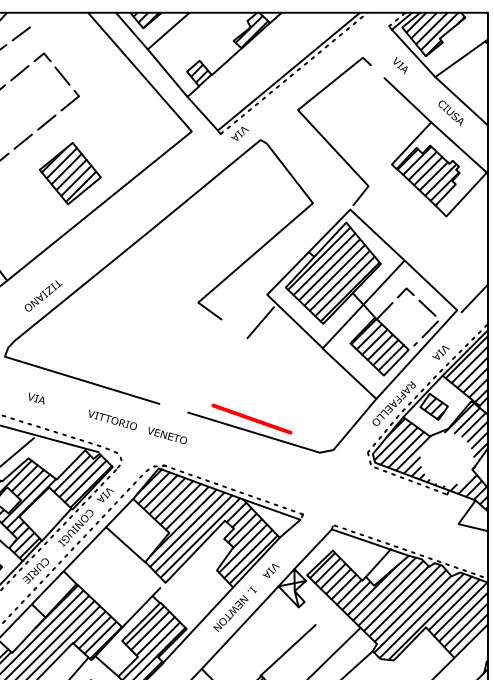 VIA
CIUSA
VIA
TIZIANO
VIA
RAFFAELLO
VIA
VITTORIO VENETO
VIA
CONIUGI
CURIE
VIA
I. NEWTON